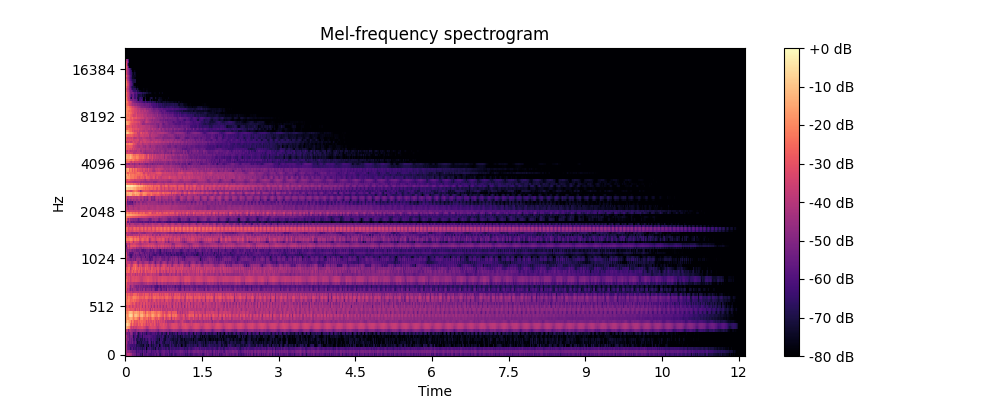 Mel-frequency spectrogram
Hz
16384
8192
4096
2048
1024
512
0
0 1.5 3 4.5 6 7.5 9 10 12
Time
+0 dB
-10 dB
-20 dB
-30 dB
-40 dB
-50 dB
-60 dB
-70 dB
-80 dB